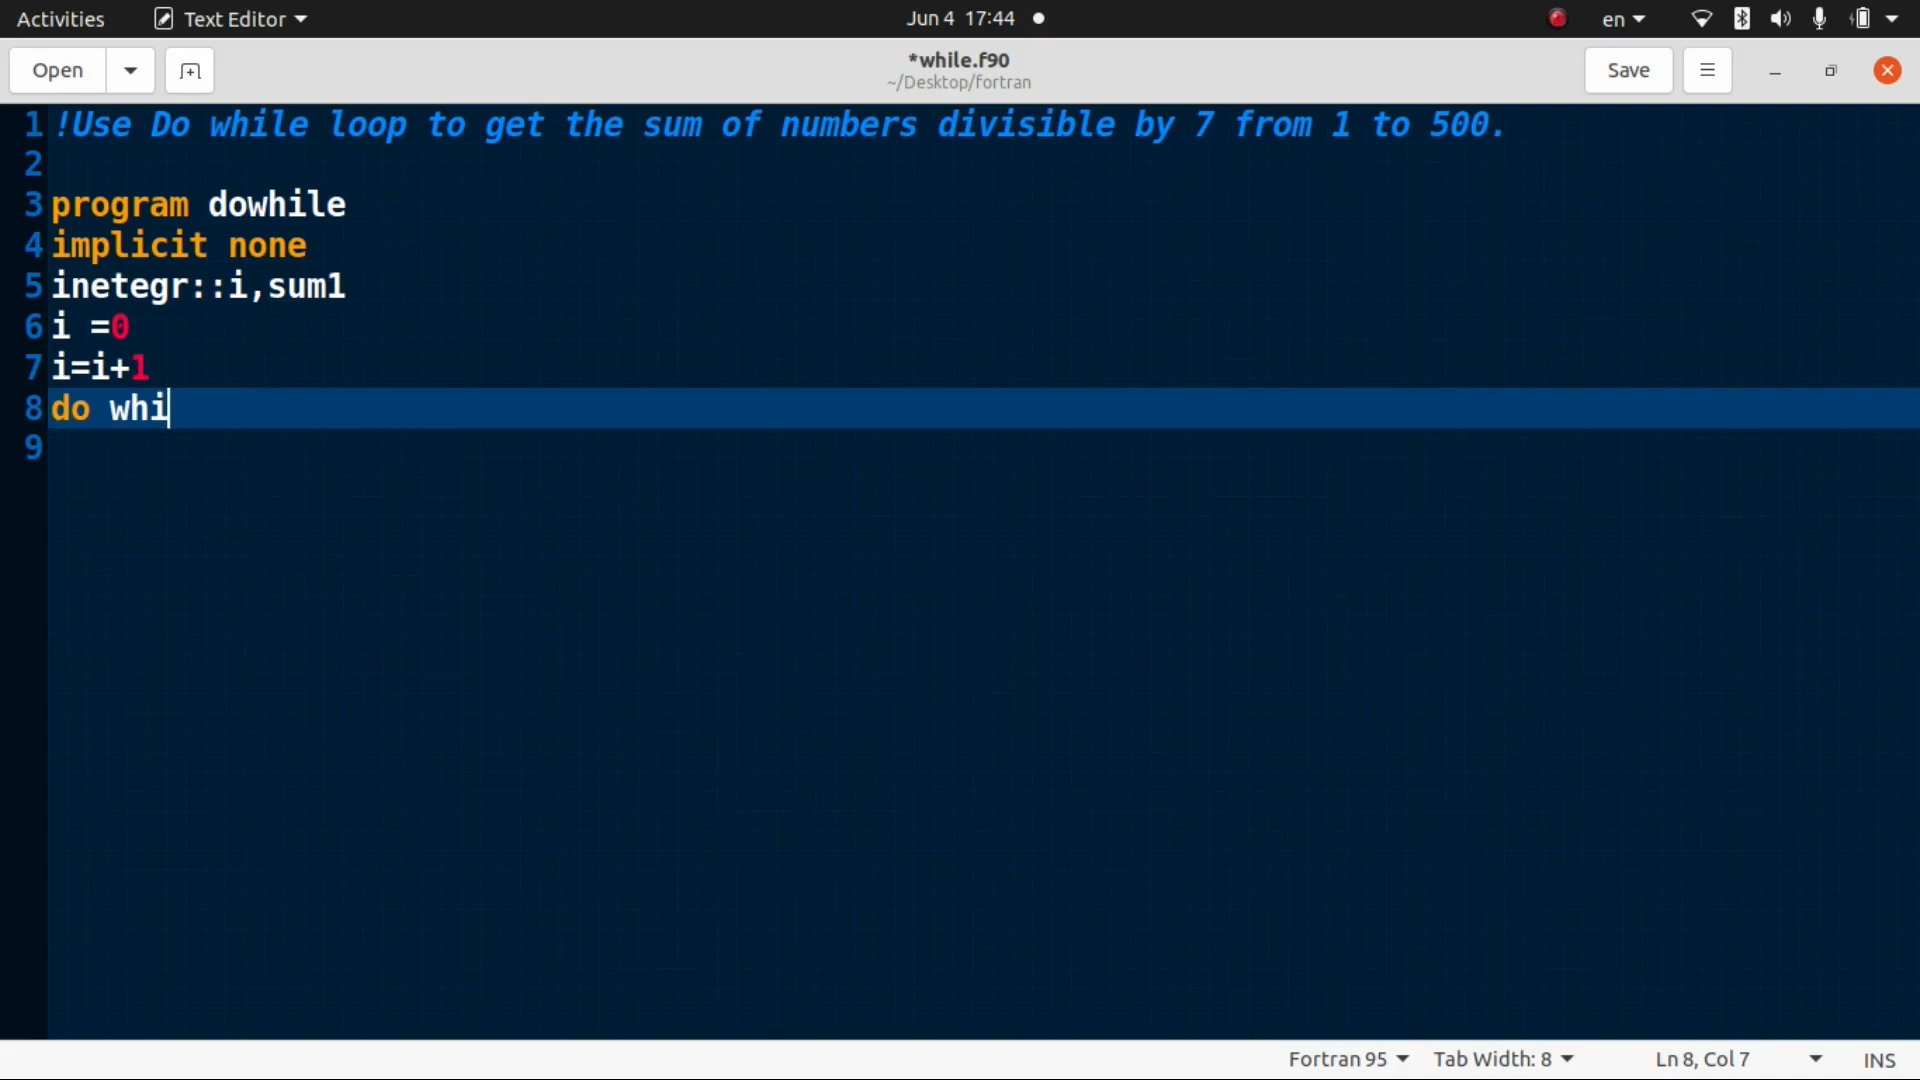 Activities Text Editor Jun 4 17:44 en
Open *while.f90 Save
~/Desktop/fortran
1 !Use Do while loop to get the sum of numbers divisible by 7 from 1 to 500.
2
3 program dowhile
4 implicit none
5 inetegr::i,sum1
6 i =0
7 i=i+1
8 do whi
9
Fortran 95 Tab Width: 8 Ln 8, Col 7 INS